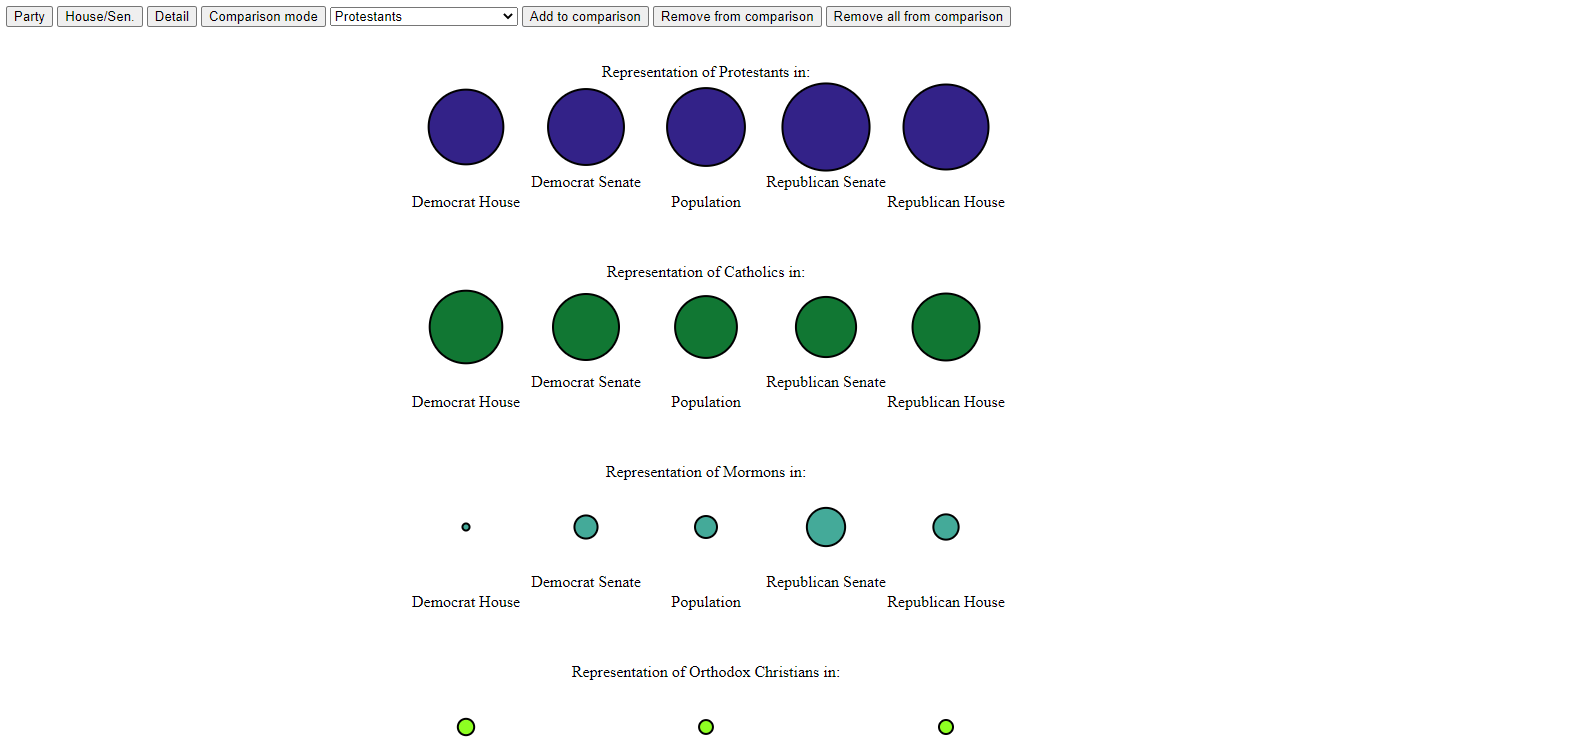 Party House/Sen. Detail Comparison mode Protestants Add to comparison Remove from comparison Remove all from comparison
Representation of Protestants in:
Democrat Senate Republican Senate
Democrat House Population Republican House
Representation of Catholics in:
Democrat Senate Republican Senate
Democrat House Population Republican House
Representation of Mormons in:
Democrat Senate Republican Senate
Democrat House Population Republican House
Representation of Orthodox Christians in: